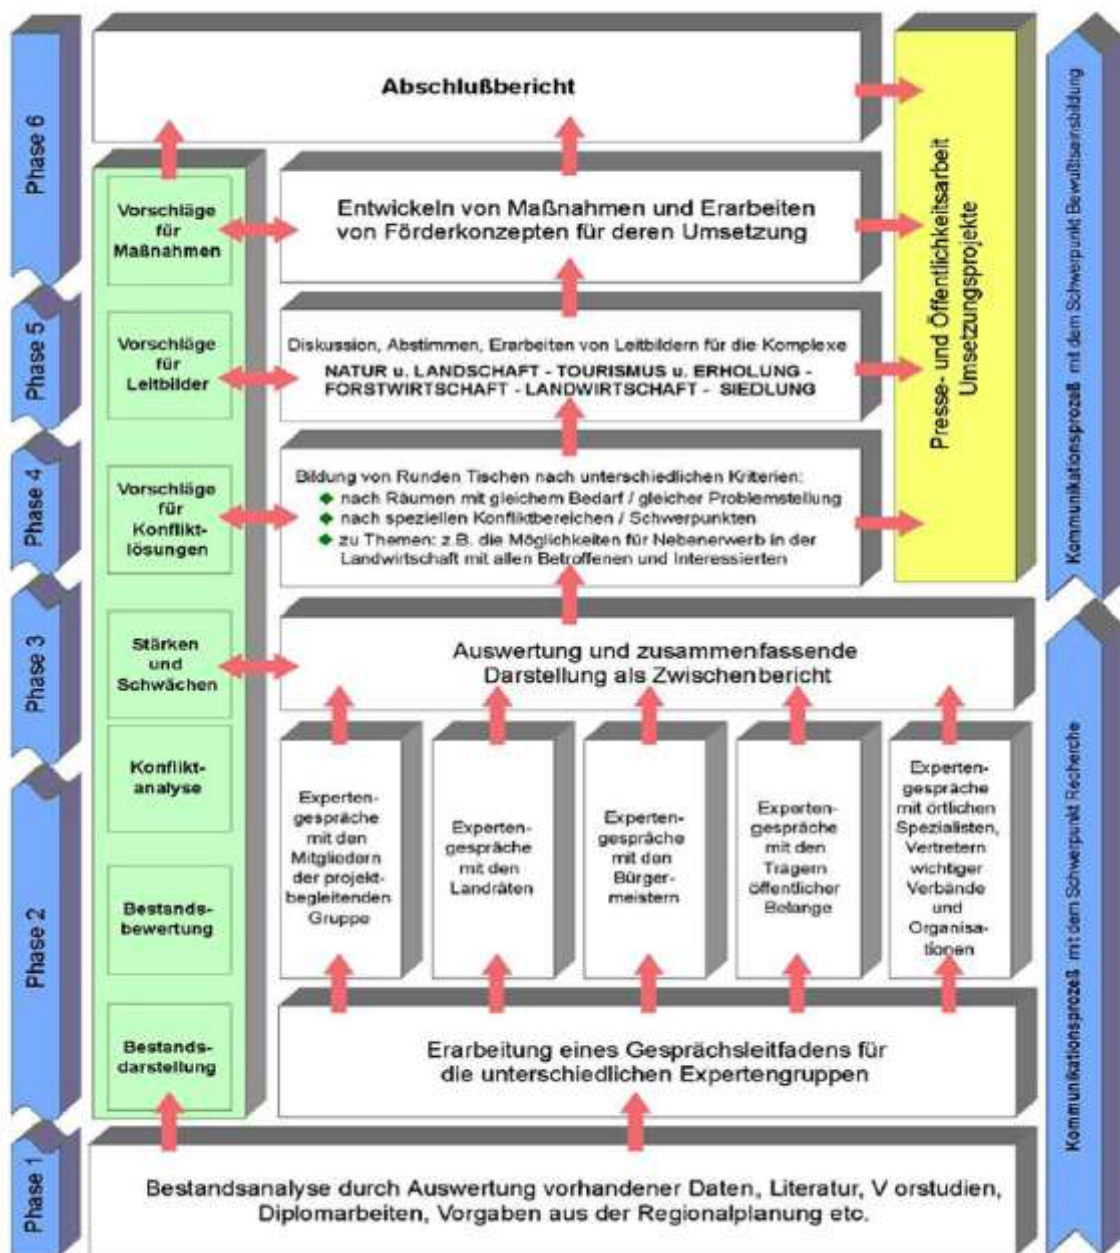 Phase 6
Abschlußbericht
Presse- und Öffentlichkeitsarbeit
Umsetzungsprojekte
Kommunikationsprozeß mit dem Schwerpunkt Bewußtseinsbildung
Vorschläge
für
Maßnahmen
Entwickeln von Maßnahmen und Erarbeiten
von Förderkonzepten für deren Umsetzung
Phase 5
Vorschläge
für
Leitbilder
Diskussion, Abstimmen, Erarbeiten von Leitbildern für die Komplexe
NATUR u. LANDSCHAFT - TOURISMUS u. ERHOLUNG -
FORSTWIRTSCHAFT - LANDWIRTSCHAFT - SIEDLUNG
Phase 4
Vorschläge
für
Konflikt-
lösungen
Bildung von Runden Tischen nach unterschiedlichen Kriterien:
◆ nach Räumen mit gleichem Bedarf / gleicher Problemstellung
◆ nach speziellen Konfliktbereichen / Schwerpunkten
◆ zu Themen: z.B. die Möglichkeiten für Nebenerwerb in der
Landwirtschaft mit allen Betroffenen und Interessierten
Phase 3
Stärken
und
Schwächen
Auswertung und zusammenfassende
Darstellung als Zwischenbericht
Kommunikationsprozeß mit dem Schwerpunkt Recherche
Konflikt-
analyse
Phase 2
Bestands-
bewertung
Experten-
gespräche
mit den
Mitgliedern
der projekt-
begleitenden
Gruppe
Experten-
gespräche
mit den
Landräten
Experten-
gespräche
mit den
Bürger-
meistern
Experten-
gespräche
mit den
Trägern
öffentlicher
Belange
Experten-
gespräche
mit örtlichen
Spezialisten,
Vertretern
wichtiger
Verbände
und
Organisa-
tionen
Bestands-
darstellung
Erarbeitung eines Gesprächsleitfadens für
die unterschiedlichen Expertengruppen
Phase 1
Bestandsanalyse durch Auswertung vorhandener Daten, Literatur, V orstudien,
Diplomarbeiten, Vorgaben aus der Regionalplanung etc.